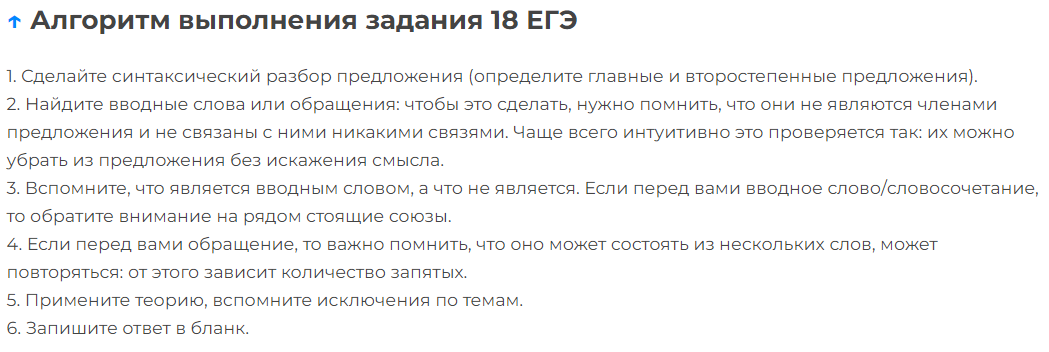 ↑ Алгоритм выполнения задания 18 ЕГЭ
1. Сделайте синтаксический разбор предложения (определите главные и второстепенные предложения).
2. Найдите вводные слова или обращения: чтобы это сделать, нужно помнить, что они не являются членами
предложения и не связаны с ними никакими связями. Чаще всего интуитивно это проверяется так: их можно
убрать из предложения без искажения смысла.
3. Вспомните, что является вводным словом, а что не является. Если перед вами вводное слово/словосочетание,
то обратите внимание на рядом стоящие союзы.
4. Если перед вами обращение, то важно помнить, что оно может состоять из нескольких слов, может
повторяться: от этого зависит количество запятых.
5. Примените теорию, вспомните исключения по темам.
6. Запишите ответ в бланк.